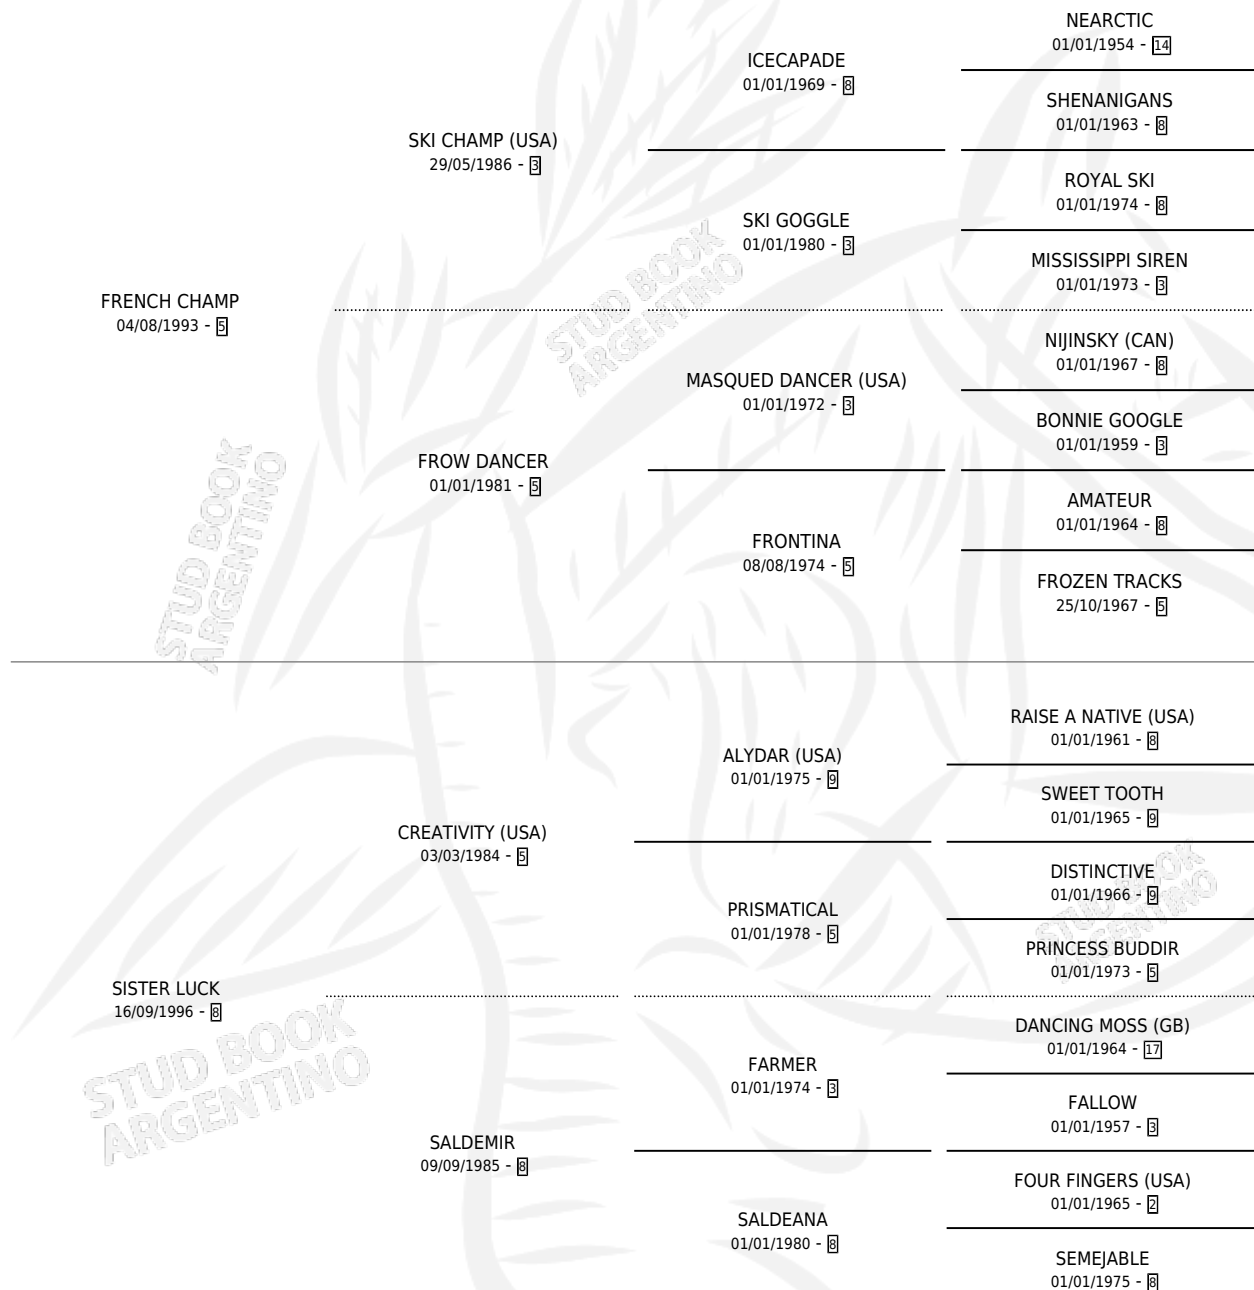 NEARCTIC
01/01/1954 - 14
ICECAPADE
01/01/1969 - 8
SHENANIGANS
01/01/1963 - 8
SKI CHAMP (USA)
29/05/1986 - 3
ROYAL SKI
01/01/1974 - 8
SKI GOGGLE
01/01/1980 - 3
MISSISSIPPI SIREN
01/01/1973 - 3
FRENCH CHAMP
04/08/1993 - 5
NIJINSKY (CAN)
01/01/1967 - 8
MASQUED DANCER (USA)
01/01/1972 - 3
BONNIE GOOGLE
01/01/1959 - 3
FROW DANCER
01/01/1981 - 5
AMATEUR
01/01/1964 - 8
FRONTINA
08/08/1974 - 5
FROZEN TRACKS
25/10/1967 - 5
STUD BOOK
ARGENTINO
STUD BOOK
ARGENTINO
RAISE A NATIVE (USA)
01/01/1961 - 8
ALYDAR (USA)
01/01/1975 - 9
SWEET TOOTH
01/01/1965 - 9
CREATIVITY (USA)
03/03/1984 - 5
DISTINCTIVE
01/01/1966 - 9
PRISMATICAL
01/01/1978 - 5
PRINCESS BUDDIR
01/01/1973 - 5
SISTER LUCK
16/09/1996 - 8
DANCING MOSS (GB)
01/01/1964 - 17
FARMER
01/01/1974 - 3
FALLOW
01/01/1957 - 3
SALDEMIR
09/09/1985 - 8
FOUR FINGERS (USA)
01/01/1965 - 2
SALDEANA
01/01/1980 - 8
SEMEJABLE
01/01/1975 - 8
STUD BOOK
ARGENTINO
STUD BOOK
ARGENTINO